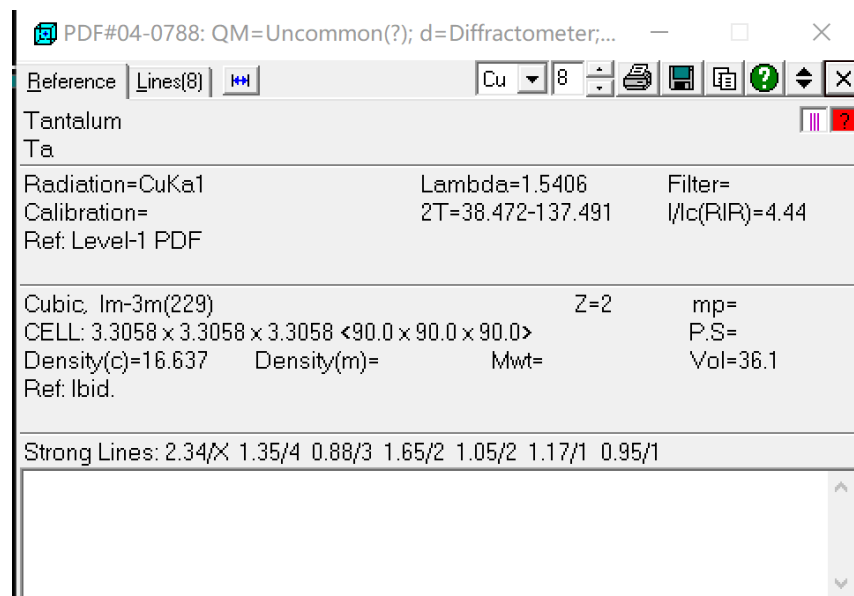 PDF#04-0788: QM=Uncommon(?); d=Diffractometer;...
Reference Lines(8) Cu 8
Tantalum
Ta
Radiation=CuKa1 Lambda=1.5406 Filter=
Calibration= 2T=38.472-137.491 I/Ic(RIR)=4.44
Ref: Level-1 PDF
Cubic, Im-3m(229) Z=2 mp=
CELL: 3.3058 x 3.3058 x 3.3058 <90.0 x 90.0 x 90.0> P.S=
Density(c)=16.637 Density(m)= Mwt= Vol=36.1
Ref: Ibid.
Strong Lines: 2.34/X 1.35/4 0.88/3 1.65/2 1.05/2 1.17/1 0.95/1